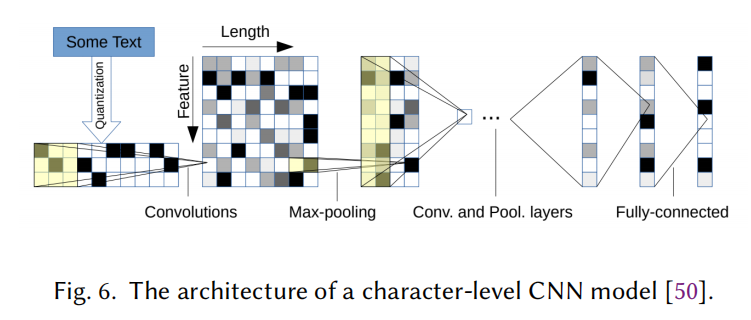 Some Text
Length
Quantization
Feature
...
Convolutions
Max-pooling
Conv. and Pool. layers
Fully-connected
Fig. 6. The architecture of a character-level CNN model [50].